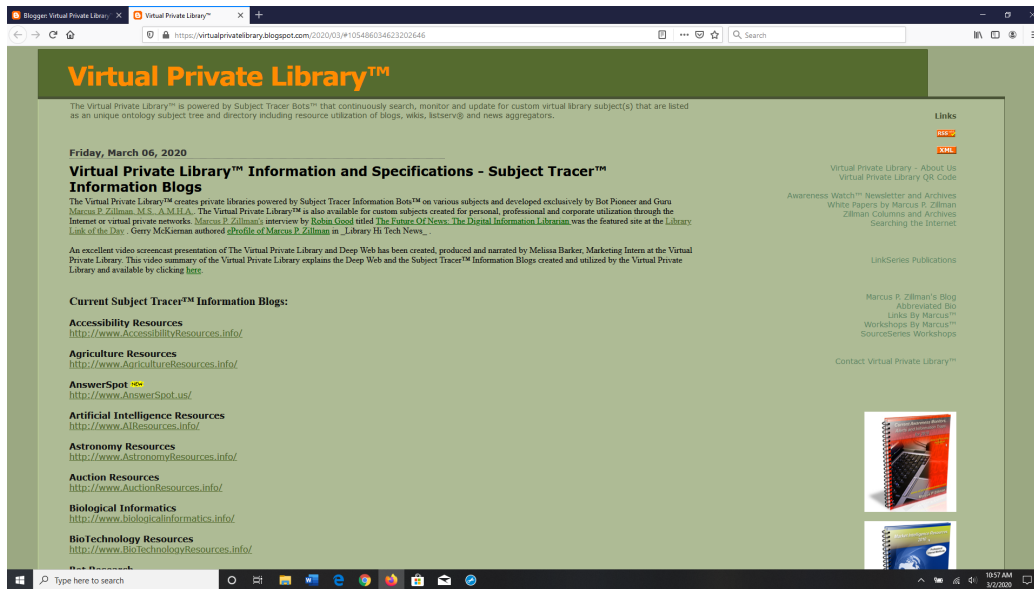 Blogger: Virtual Private Library
Virtual Private Library™
https://virtualprivatelibrary.blogspot.com/2020/03/#105486034623202646
Search
Virtual Private Library™
The Virtual Private Library™ is powered by Subject Tracer Bots™ that continuously search, monitor and update for custom virtual library subject(s) that are listed
as an unique ontology subject tree and directory including resource utilization of blogs, wikis, listserv® and news aggregators.
Friday, March 06, 2020
Virtual Private Library™ Information and Specifications - Subject Tracer™
Information Blogs
The Virtual Private Library™ creates private libraries powered by Subject Tracer Information Bots™ on various subjects and developed exclusively by Bot Pioneer and Guru
Marcus P. Zillman, M.S., A.M.H.A.. The Virtual Private Library™ is also available for custom subjects created for personal, professional and corporate utilization through the
Internet or virtual private networks. Marcus P. Zillman's interview by Robin Good titled The Future Of News: The Digital Information Librarian was the featured site at the Library
Link of the Day . Gerry McKiernan authored eProfile of Marcus P. Zillman in _Library Hi Tech News_ .
An excellent video screencast presentation of The Virtual Private Library and Deep Web has been created, produced and narrated by Melissa Barker, Marketing Intern at the Virtual
Private Library. This video summary of the Virtual Private Library explains the Deep Web and the Subject Tracer™ Information Blogs created and utilized by the Virtual Private
Library and available by clicking here.
Current Subject Tracer™ Information Blogs:
Accessibility Resources
http://www.AccessibilityResources.info/
Agriculture Resources
http://www.AgricultureResources.info/
AnswerSpot NEW
http://www.AnswerSpot.us/
Artificial Intelligence Resources
http://www.AIResources.info/
Astronomy Resources
http://www.AstronomyResources.info/
Auction Resources
http://www.AuctionResources.info/
Biological Informatics
http://www.biologicalinformatics.info/
BioTechnology Resources
http://www.BioTechnologyResources.info/
Bot Research
Links
RSS
XML
Virtual Private Library - About Us
Virtual Private Library QR Code
Awareness Watch™ Newsletter and Archives
White Papers by Marcus P. Zillman
Zillman Columns and Archives
Searching the Internet
LinkSeries Publications
Marcus P. Zillman's Blog
Abbreviated Bio
Links By Marcus™
Workshops By Marcus™
SourceSeries Workshops
Contact Virtual Private Library™
Type here to search
10:57 AM
3/2/2020